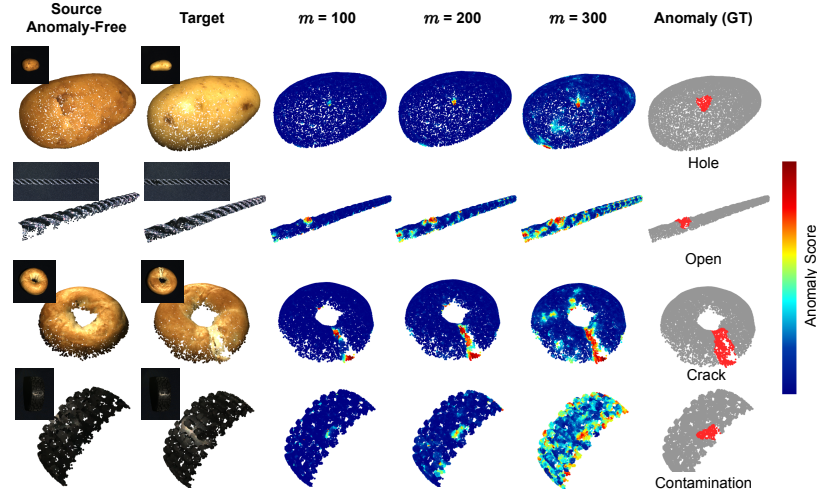 Source
Anomaly-Free
Target
m = 100
m = 200
m = 300
Anomaly (GT)
Hole
Open
Crack
Contamination
Anomaly Score